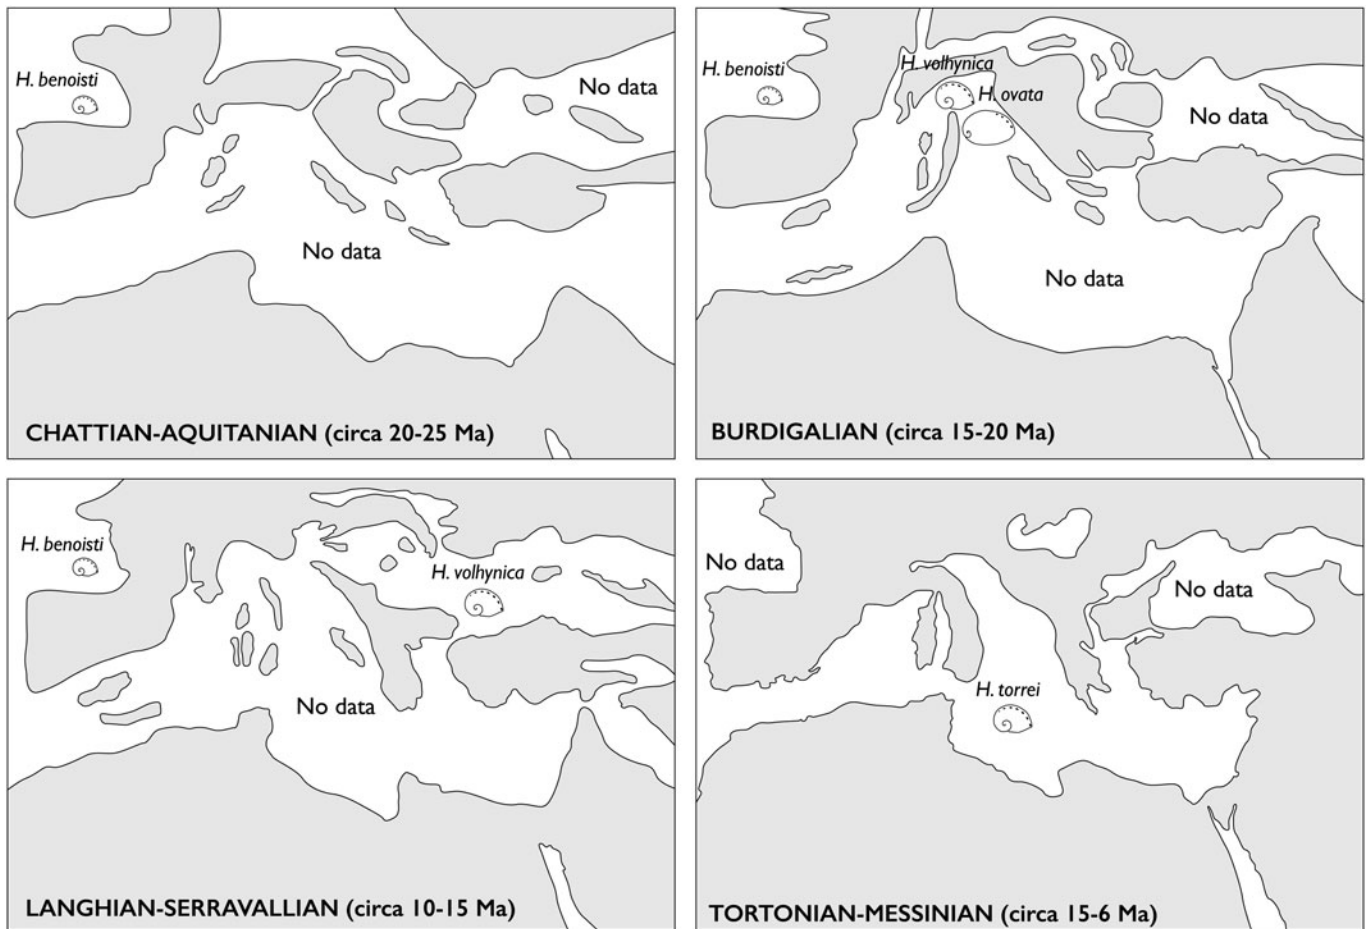 H. benoisti
No data
No data
CHATTIAN-AQUITANIAN (circa 20-25 Ma)
H. benoisti
H. volhynica
H. ovata
No data
No data
BURDIGALIAN (circa 15-20 Ma)
H. benoisti
H. volhynica
No data
LANGHIAN-SERRAVALLIAN (circa 10-15 Ma)
No data
No data
H. torrei
TORTONIAN-MESSINIAN (circa 15-6 Ma)